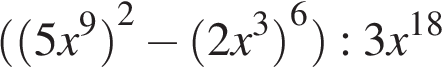 $((5x^9)^2 - (2x^3)^6) : 3x^{18}$